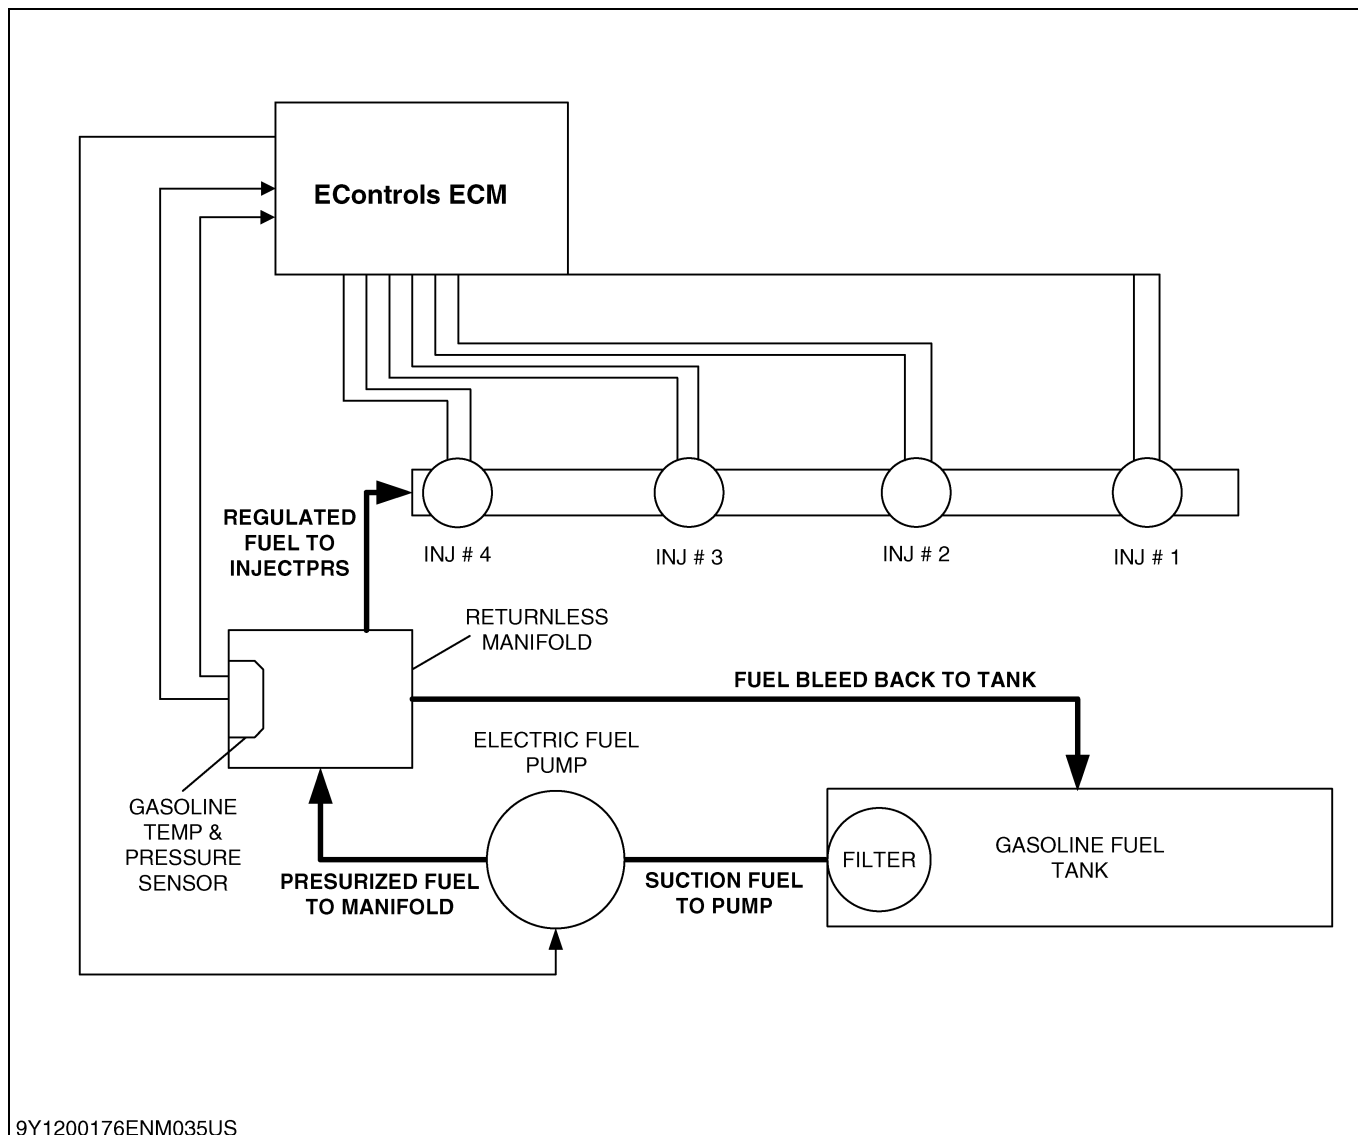 EControls ECM
REGULATED
FUEL TO
INJECTPRS
INJ # 4
INJ # 3
INJ # 2
INJ # 1
RETURNLESS
MANIFOLD
FUEL BLEED BACK TO TANK
ELECTRIC FUEL
PUMP
GASOLINE
TEMP &
PRESSURE
SENSOR
PRESURIZED FUEL
TO MANIFOLD
SUCTION FUEL
TO PUMP
FILTER
GASOLINE FUEL
TANK
9Y1200176ENM035US